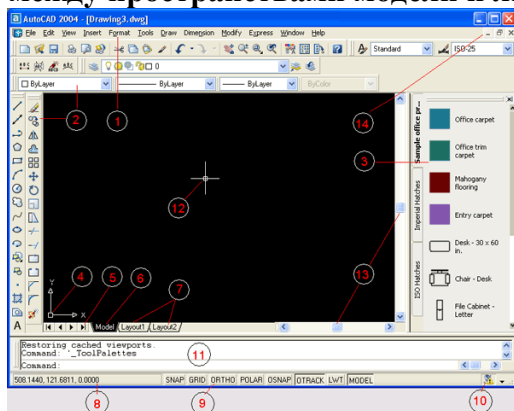 между пространствами модели и
AutoCAD 2004 - [Drawing3.dwg]
File Edit View Insert Format Tools Draw Dimension Modify Express Window Help
Standard
ISO-25
0
ByLayer
ByLayer
ByLayer
ByColor
2
1
14
3
12
13
4
5
6
7
Y
X
Sample office pr...
Imperial Hatches
ISO Hatches
Office carpet
Office trim
carpet
Mahogany
flooring
Entry carpet
Desk - 30 x 60
in.
Chair - Desk
File Cabinet -
Letter
A
Model Layout1 Layout2
Restoring cached viewports.
Command: '_ToolPalettes
11
Command:
508.1440, 121.6811, 0.0000
SNAP GRID ORTHO POLAR OSNAP OTRACK LWT MODEL
8
9
10